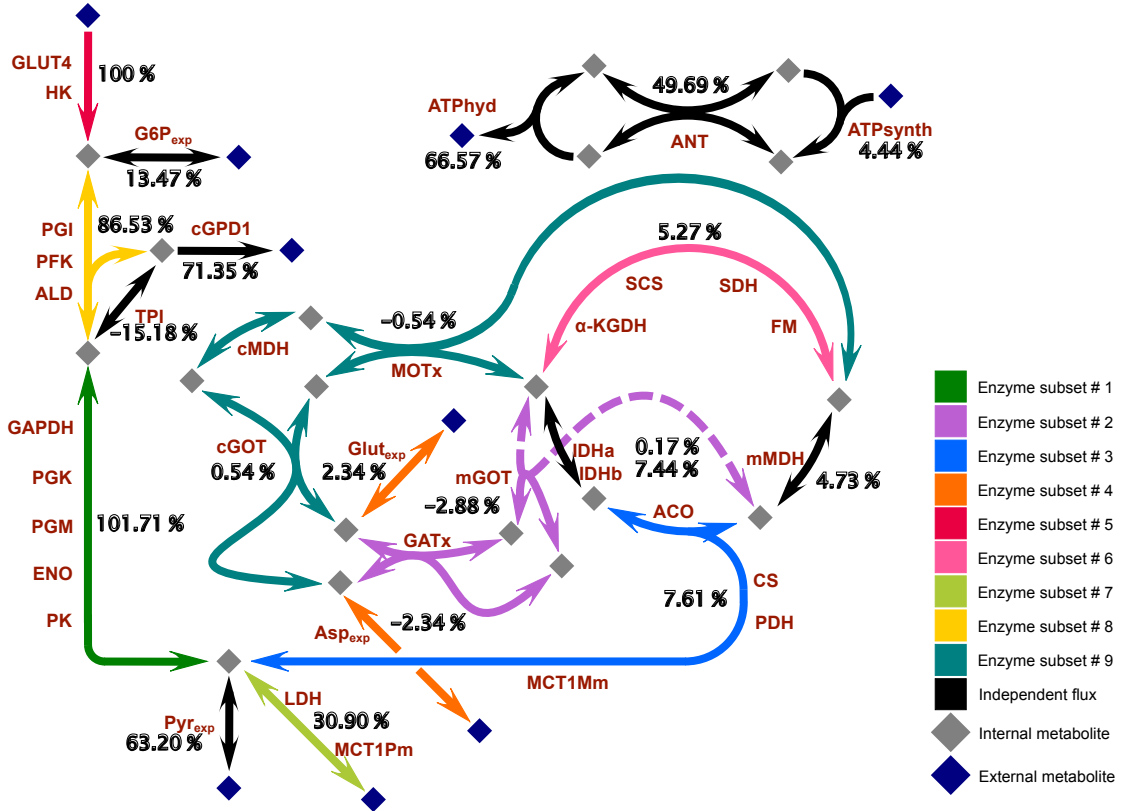 GLUT4
HK
100 %
G6Pexp
13.47 %
ATPhyd
66.57 %
49.69 %
ANT
ATPsynth
4.44 %
PGI
PFK
ALD
86.53 %
cGPD1
71.35 %
TPI
−15.18 %
5.27 %
SCS
SDH
α-KGDH
FM
cMDH
−0.54 %
MOTx
GAPDH
PGK
PGM
ENO
PK
101.71 %
cGOT
0.54 %
Glutexp
2.34 %
mGOT
−2.88 %
IDHa
IDHb
0.17 %
7.44 %
mMDH
4.73 %
GATx
ACO
−2.34 %
Aspexp
7.61 %
CS
PDH
MCT1Mm
LDH
30.90 %
MCT1Pm
Pyrexp
63.20 %
Enzyme subset # 1
Enzyme subset # 2
Enzyme subset # 3
Enzyme subset # 4
Enzyme subset # 5
Enzyme subset # 6
Enzyme subset # 7
Enzyme subset # 8
Enzyme subset # 9
Independent flux
Internal metabolite
External metabolite